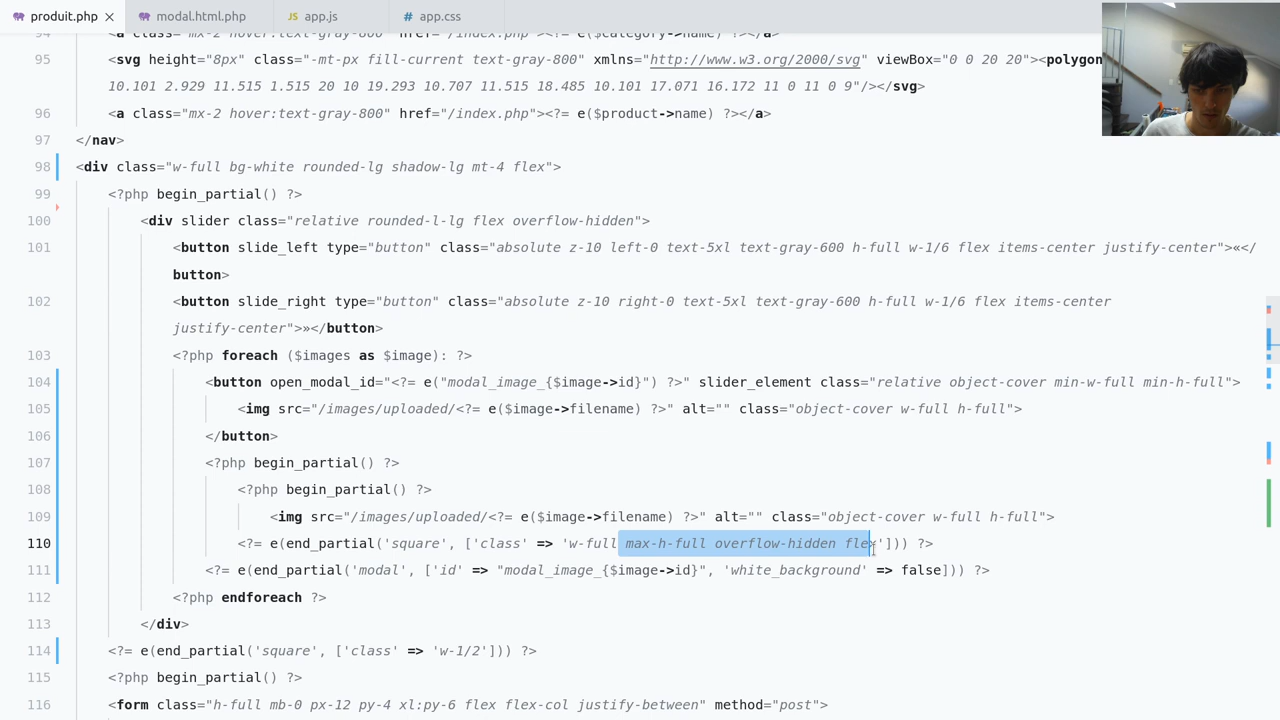 produit.php
modal.html.php
app.js
app.css
94 <a class="mx-2 hover:text-gray-800" href="/index.php"><?= e($category->name) ?></a>
95 <svg height="8px" class="-mt-px fill-current text-gray-800" xmlns="http://www.w3.org/2000/svg" viewBox="0 0 20 20"><polygon
10.101 2.929 11.515 1.515 20 10 19.293 10.707 11.515 18.485 10.101 17.071 16.172 11 0 11 0 9"/></svg>
96 <a class="mx-2 hover:text-gray-800" href="/index.php"><?= e($product->name) ?></a>
97 </nav>
98 <div class="w-full bg-white rounded-lg shadow-lg mt-4 flex">
99 <?php begin_partial() ?>
100 <div slider class="relative rounded-l-lg flex overflow-hidden">
101 <button slide_left type="button" class="absolute z-10 left-0 text-5xl text-gray-600 h-full w-1/6 flex items-center justify-center">«</
button>
102 <button slide_right type="button" class="absolute z-10 right-0 text-5xl text-gray-600 h-full w-1/6 flex items-center
justify-center">»</button>
103 <?php foreach ($images as $image): ?>
104 <button open_modal_id="<?= e("modal_image_{$image->id}") ?>" slider_element class="relative object-cover min-w-full min-h-full">
105 <img src="/images/uploaded/<?= e($image->filename) ?>" alt="" class="object-cover w-full h-full">
106 </button>
107 <?php begin_partial() ?>
108 <?php begin_partial() ?>
109 <img src="/images/uploaded/<?= e($image->filename) ?>" alt="" class="object-cover w-full h-full">
110 <?= e(end_partial('square', ['class' => 'w-full max-h-full overflow-hidden flex'])) ?>
111 <?= e(end_partial('modal', ['id' => "modal_image_{$image->id}", 'white_background' => false])) ?>
112 <?php endforeach ?>
113 </div>
114 <?= e(end_partial('square', ['class' => 'w-1/2'])) ?>
115 <?php begin_partial() ?>
116 <form class="h-full mb-0 px-12 py-4 xl:py-6 flex flex-col justify-between" method="post">